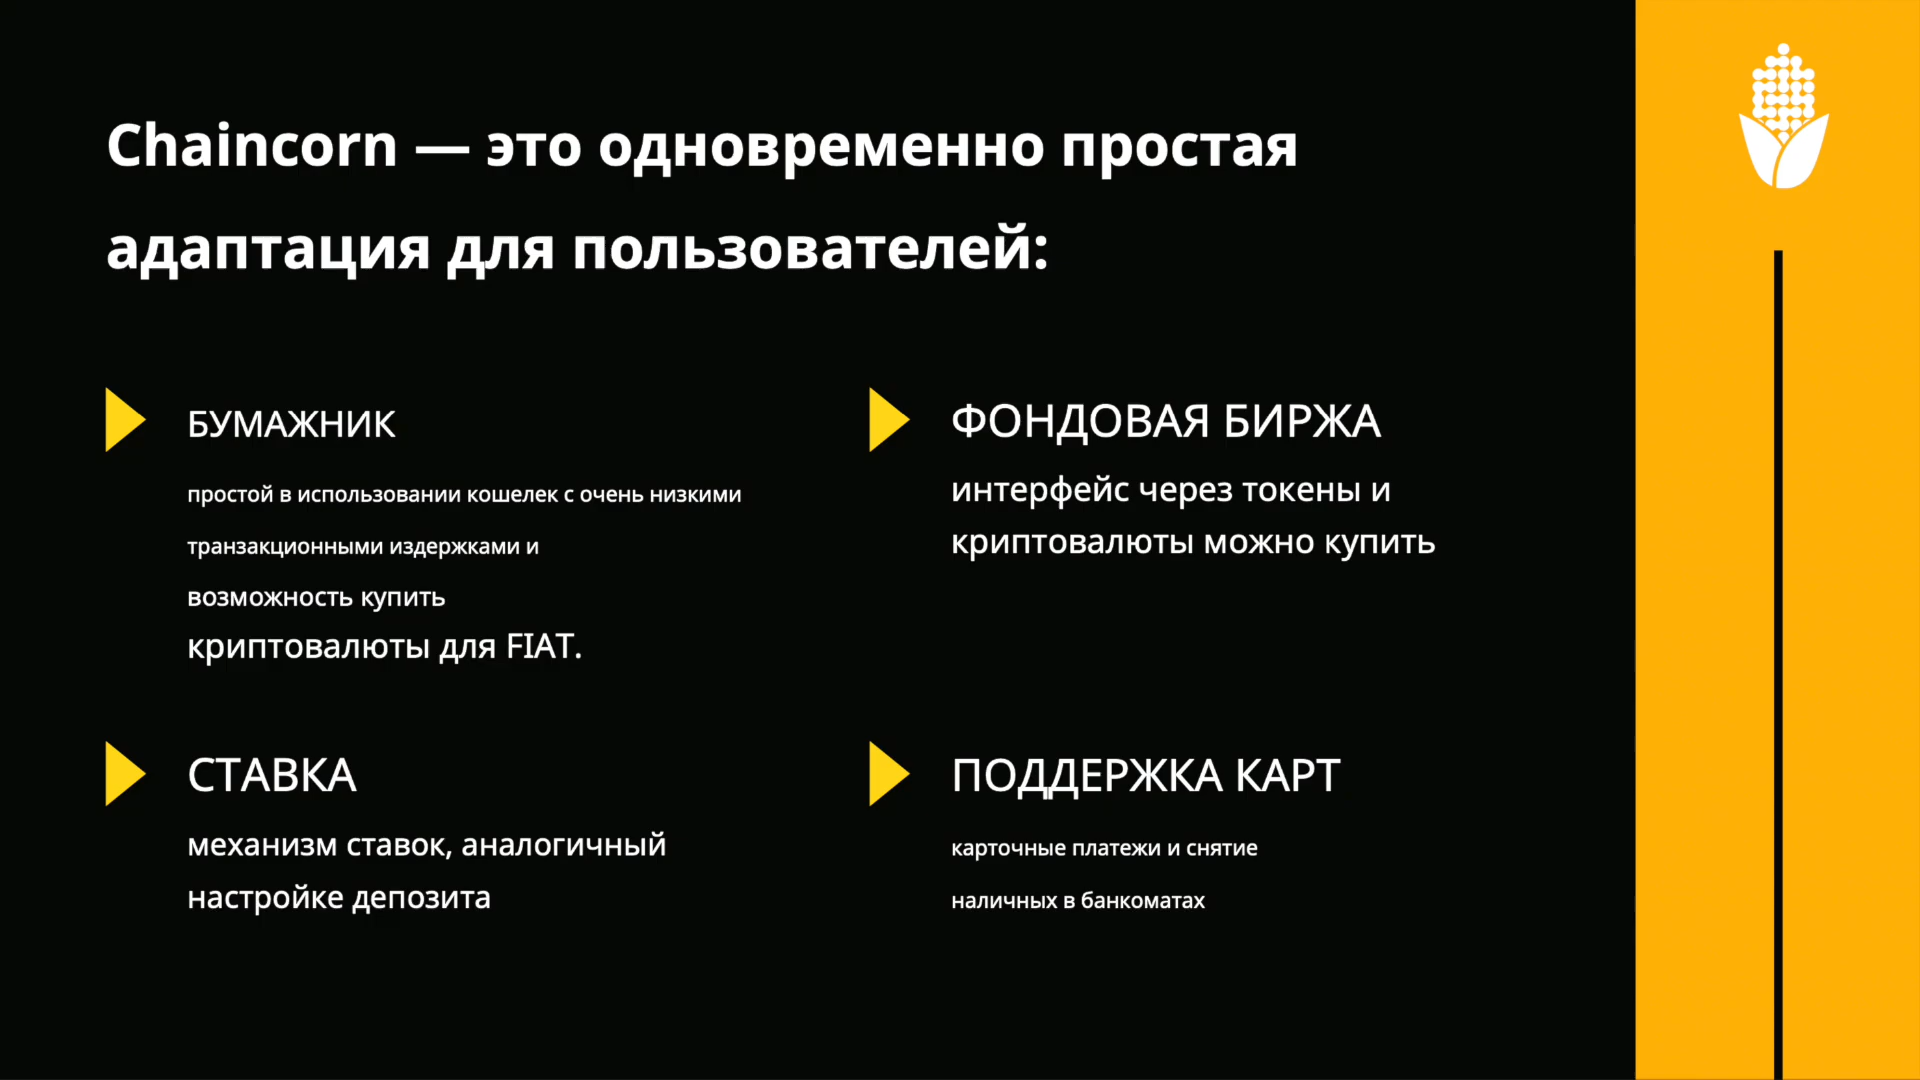 Chaincorn — это одновременно простая
адаптация для пользователей:
БУМАЖНИК
простой в использовании кошелек с очень низкими
транзакционными издержками и
возможность купить
криптовалюты для FIAT.
ФОНДОВАЯ БИРЖА
интерфейс через токены и
криптовалюты можно купить
СТАВКА
механизм ставок, аналогичный
настройке депозита
ПОДДЕРЖКА КАРТ
карточные платежи и снятие
наличных в банкоматах